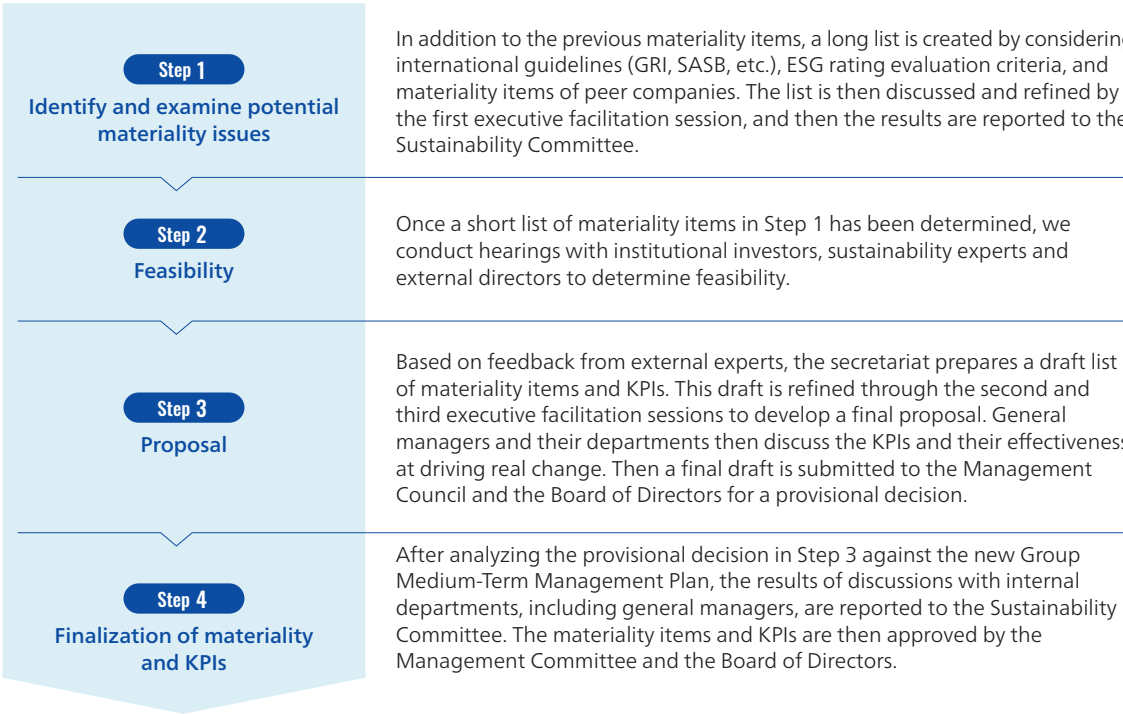 Step 1
Identify and examine potential
materiality issues
In addition to the previous materiality items, a long list is created by considering
international guidelines (GRI, SASB, etc.), ESG rating evaluation criteria, and
materiality items of peer companies. The list is then discussed and refined by
the first executive facilitation session, and then the results are reported to the
Sustainability Committee.
Step 2
Feasibility
Once a short list of materiality items in Step 1 has been determined, we
conduct hearings with institutional investors, sustainability experts and
external directors to determine feasibility.
Step 3
Proposal
Based on feedback from external experts, the secretariat prepares a draft list
of materiality items and KPIs. This draft is refined through the second and
third executive facilitation sessions to develop a final proposal. General
managers and their departments then discuss the KPIs and their effectiveness
at driving real change. Then a final draft is submitted to the Management
Council and the Board of Directors for a provisional decision.
Step 4
Finalization of materiality
and KPIs
After analyzing the provisional decision in Step 3 against the new Group
Medium-Term Management Plan, the results of discussions with internal
departments, including general managers, are reported to the Sustainability
Committee. The materiality items and KPIs are then approved by the
Management Committee and the Board of Directors.